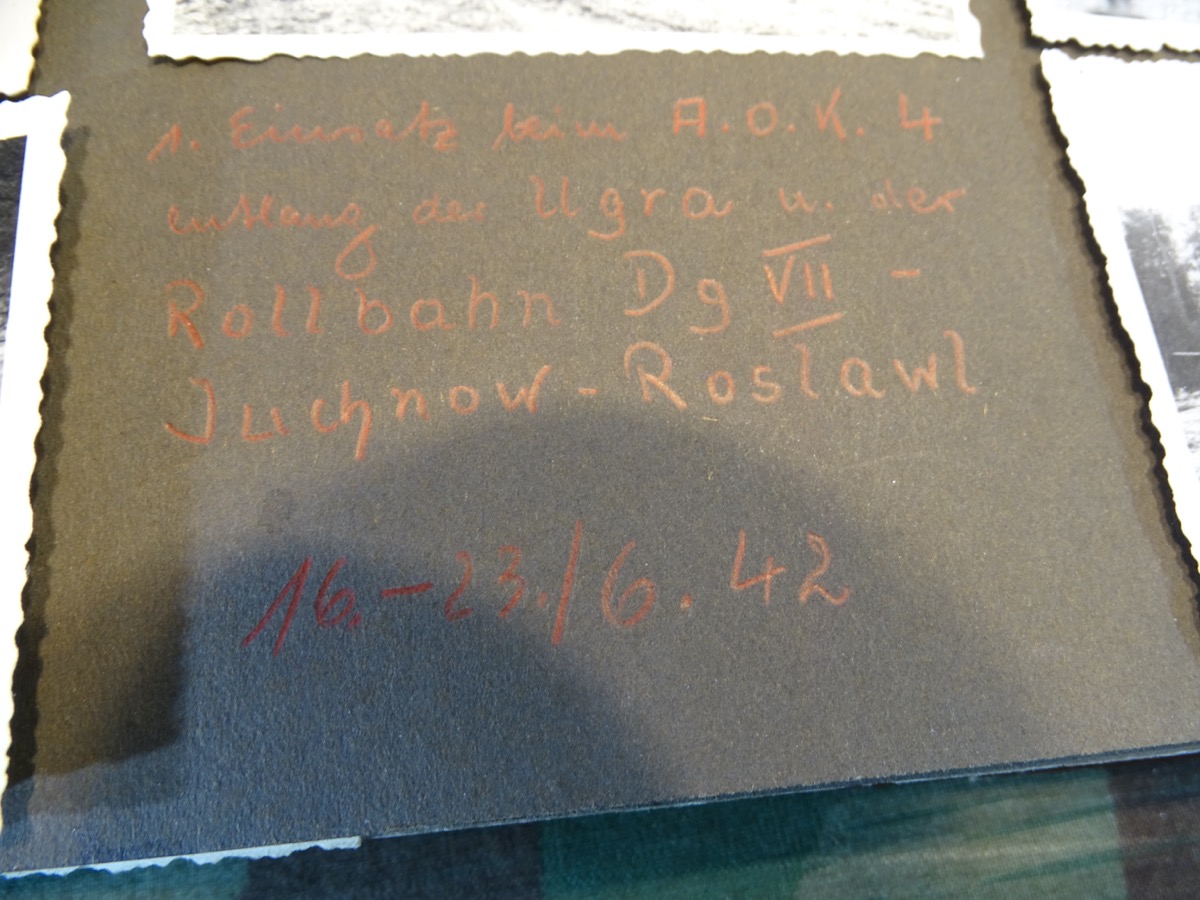 1. Einsatz beim A.O.K. 4
entlang der Ugra u. der
Rollbahn Dg VII -
Juchnow - Roslawl
16. - 23./6. 42